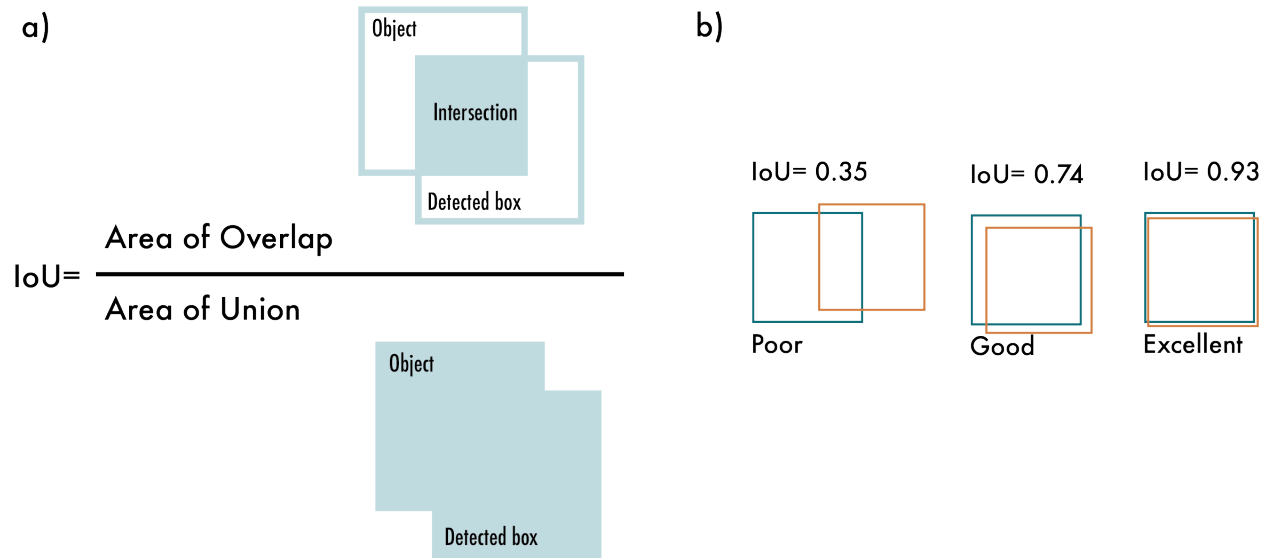 a)
Object
Intersection
Detected box
IoU=
Area of Overlap
Area of Union
Object
Detected box
b)
IoU= 0.35
Poor
IoU= 0.74
Good
IoU= 0.93
Excellent